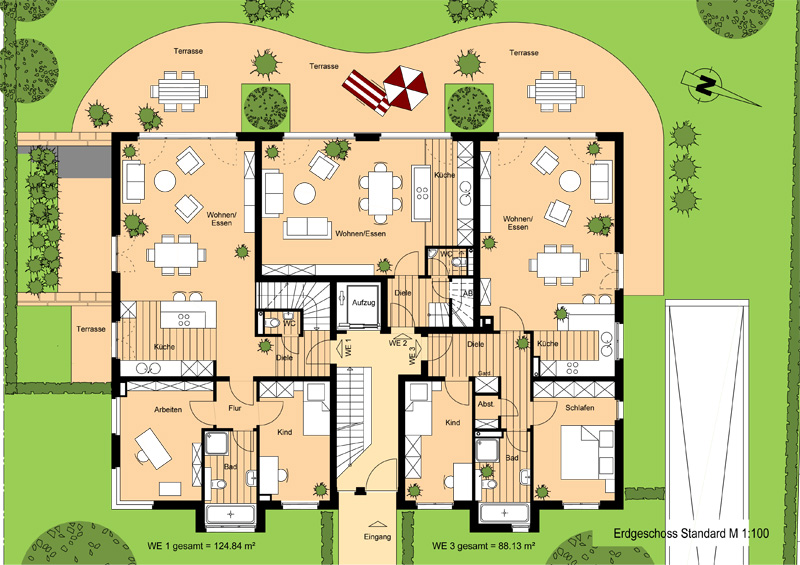 Terrasse
Terrasse
Terrasse
N
Küche
Wohnen/
Essen
Wohnen/Essen
Wohnen/
Essen
WC
Diele
AB
Aufzug
WC
Terrasse
Küche
Diele
WE 1
WE 2
WE 3
Diele
Küche
Gard
Arbeiten
Flur
Kind
Kind
Abst.
Schlafen
Bad
Bad
Eingang
Erdgeschoss Standard M 1:100
WE 1 gesamt = 124.84 m²
WE 3 gesamt = 88.13 m²